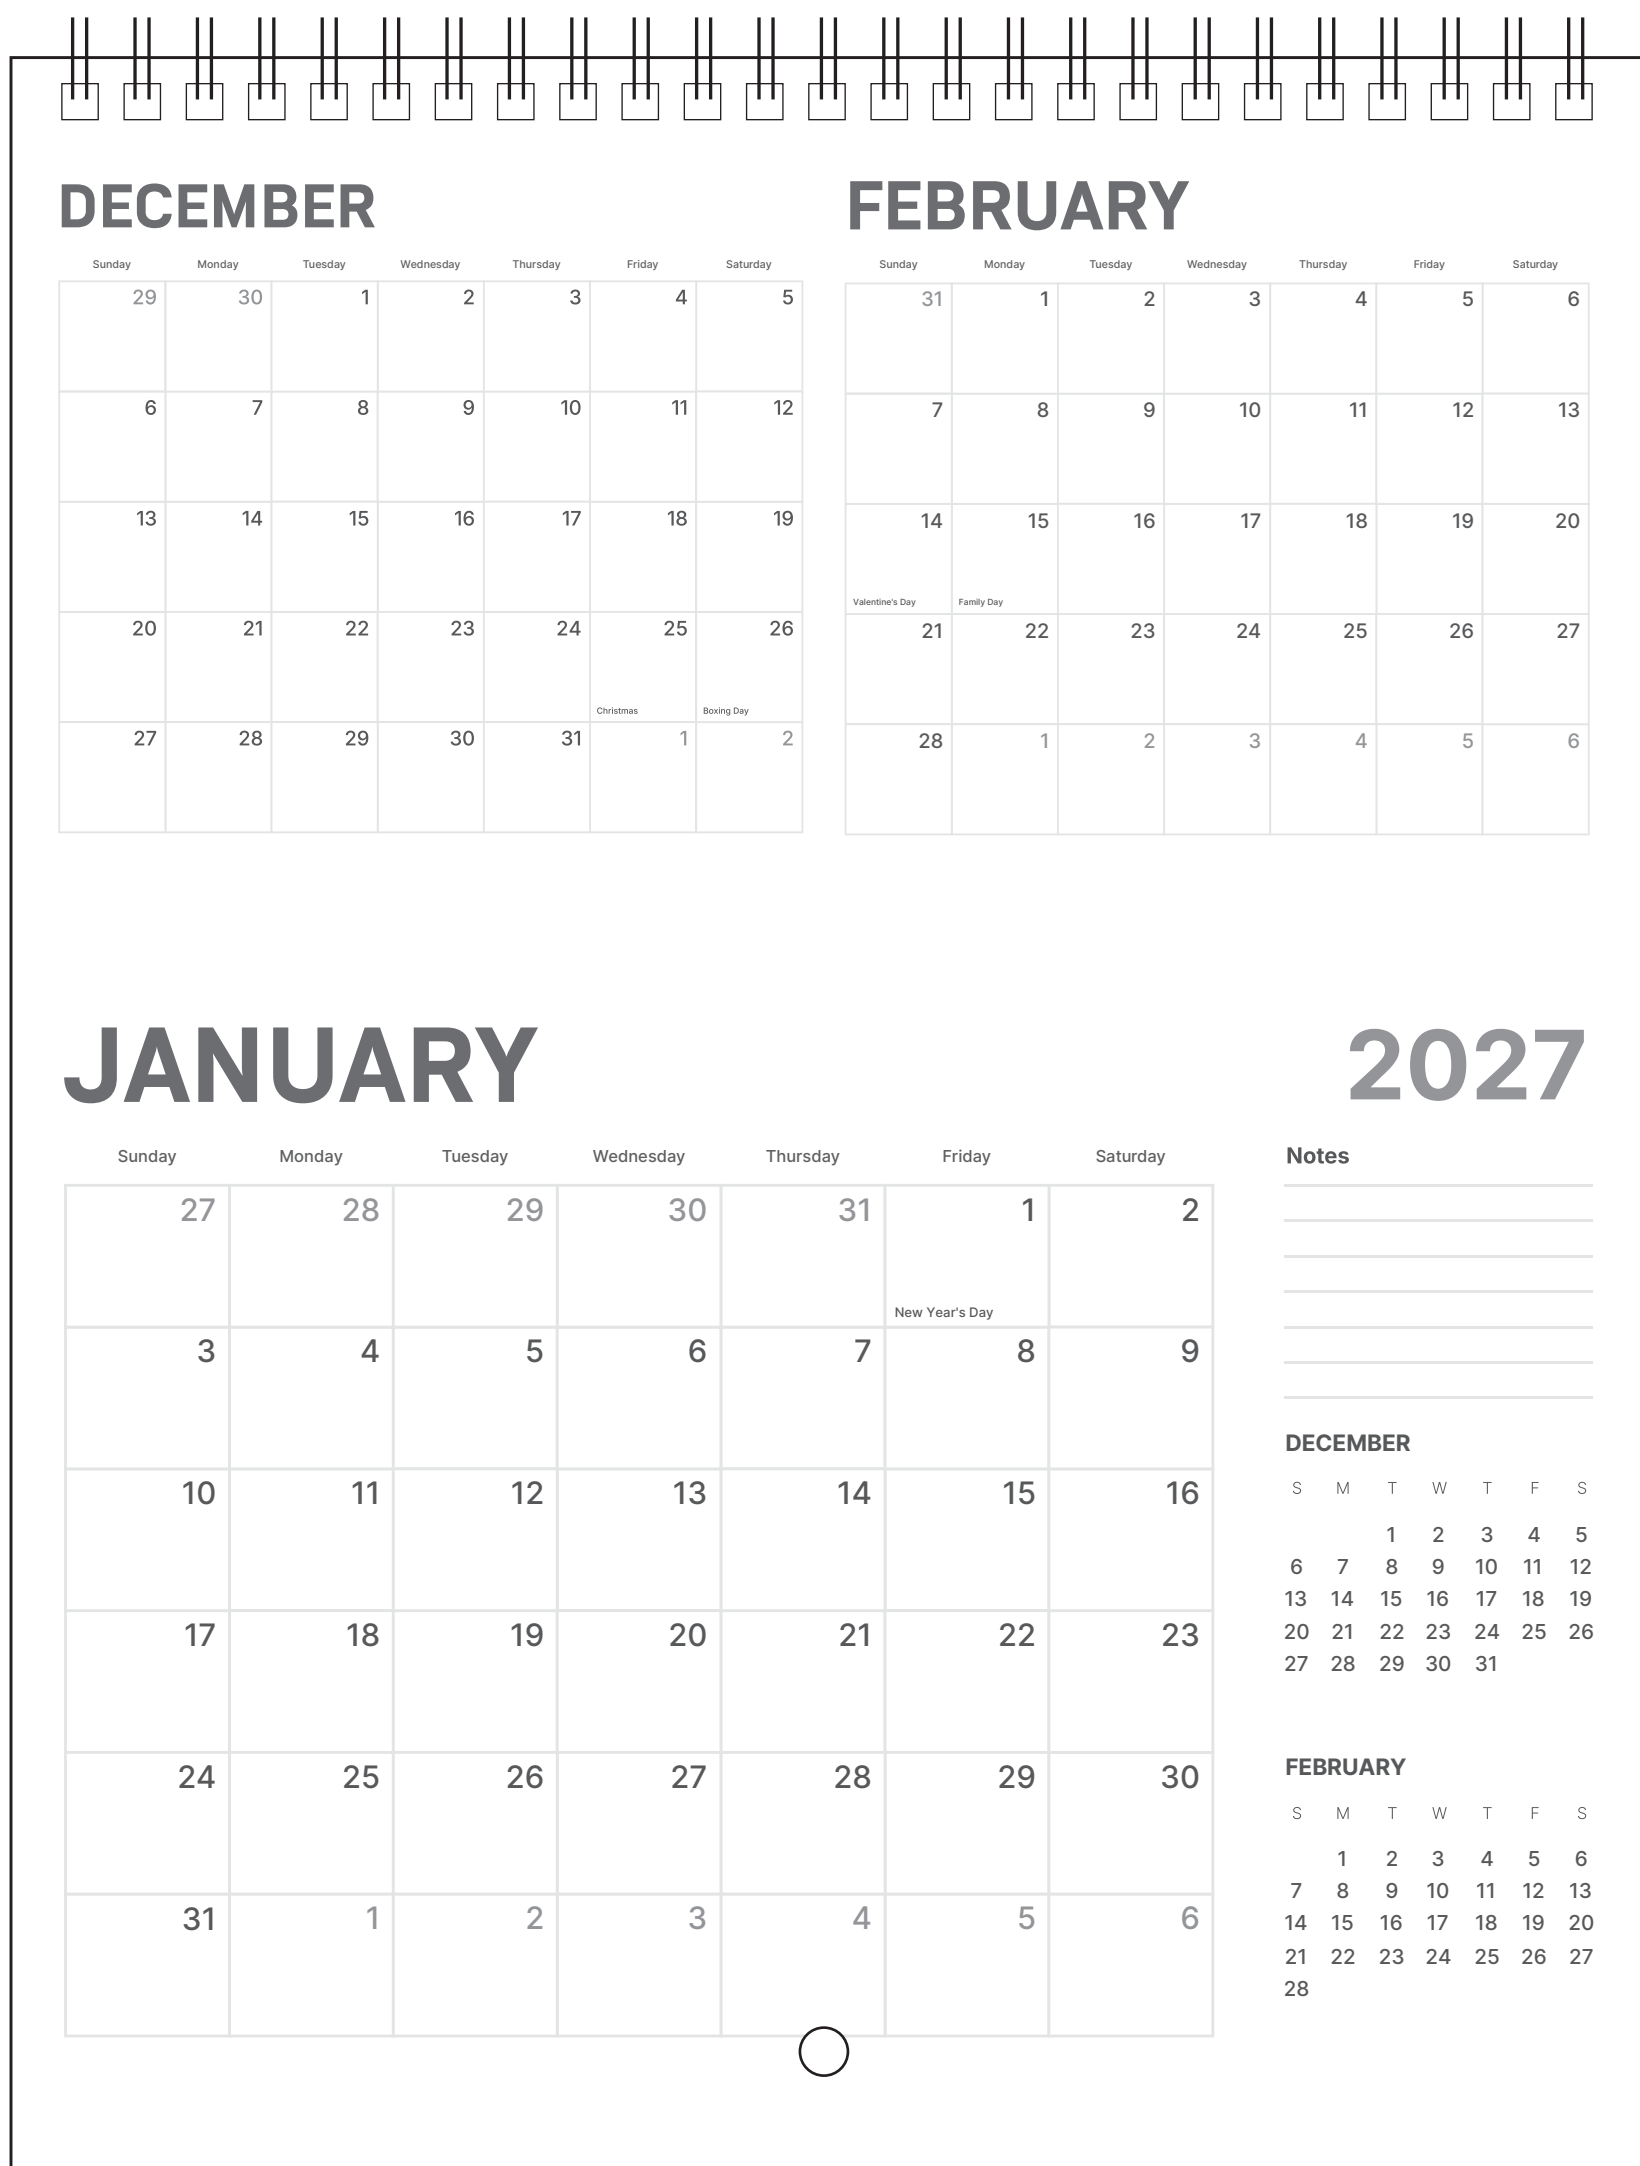 DECEMBER
Sunday Monday Tuesday Wednesday Thursday Friday Saturday
29 30 1 2 3 4 5
6 7 8 9 10 11 12
13 14 15 16 17 18 19
20 21 22 23 24 25 26
Christmas Boxing Day
27 28 29 30 31 1 2
FEBRUARY
Sunday Monday Tuesday Wednesday Thursday Friday Saturday
31 1 2 3 4 5 6
7 8 9 10 11 12 13
14 15 16 17 18 19 20
Valentine's Day Family Day
21 22 23 24 25 26 27
28 1 2 3 4 5 6
JANUARY
2027
Sunday Monday Tuesday Wednesday Thursday Friday Saturday
27 28 29 30 31 1 2
New Year's Day
3 4 5 6 7 8 9
10 11 12 13 14 15 16
17 18 19 20 21 22 23
24 25 26 27 28 29 30
31 1 2 3 4 5 6
Notes
DECEMBER
S M T W T F S
1 2 3 4 5
6 7 8 9 10 11 12
13 14 15 16 17 18 19
20 21 22 23 24 25 26
27 28 29 30 31
FEBRUARY
S M T W T F S
1 2 3 4 5 6
7 8 9 10 11 12 13
14 15 16 17 18 19 20
21 22 23 24 25 26 27
28